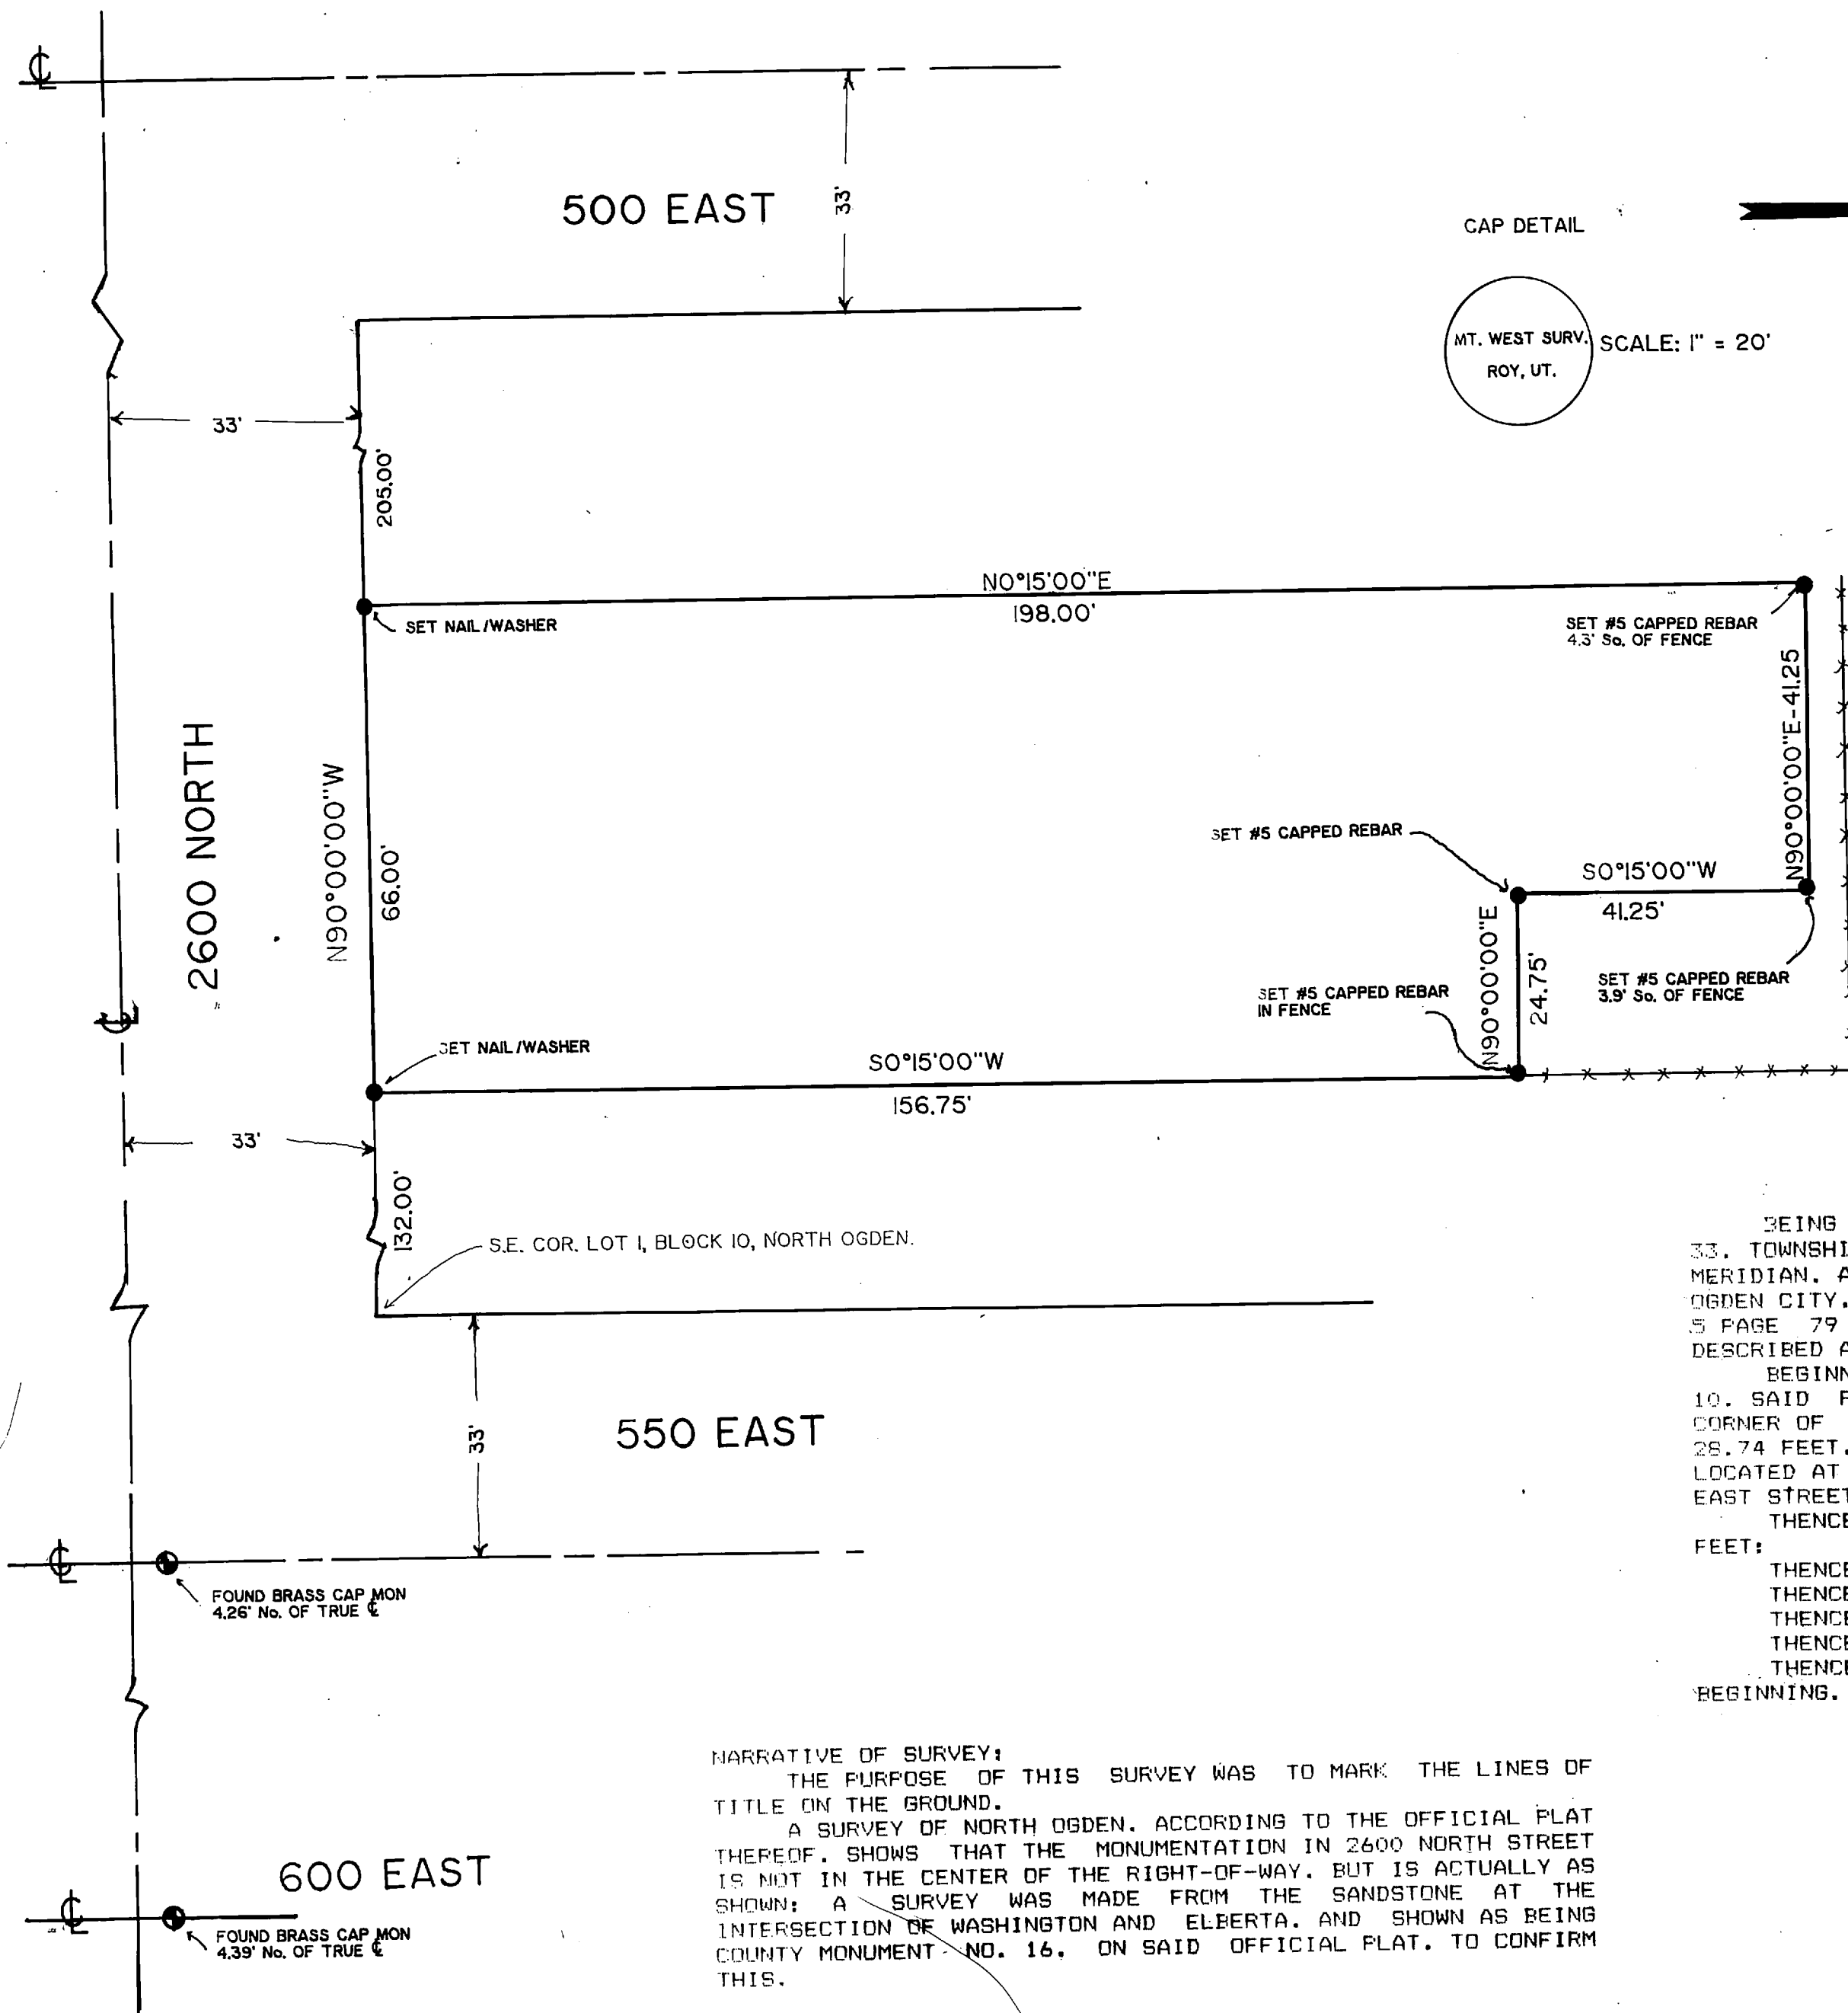 500 EAST
33'
CAP DETAIL
MT. WEST SURV.
ROY, UT.
SCALE: 1" = 20'
33'
205.00'
N0°15'00"E
198.00'
SET NAIL/WASHER
SET #5 CAPPED REBAR
4.3' So. OF FENCE
N90°00'00"E-41.25
2600 NORTH
N90°00'00"W
66.00'
SET #5 CAPPED REBAR
S0°15'00"W
41.25'
N90°00'00"E
24.75'
SET #5 CAPPED REBAR
3.9' So. OF FENCE
SET #5 CAPPED REBAR
IN FENCE
SET NAIL/WASHER
S0°15'00"W
156.75'
33'
132.00'
S.E. COR. LOT 1, BLOCK 10, NORTH OGDEN.
33'
550 EAST
FOUND BRASS CAP MON
4.26' No. OF TRUE ℄
BEING
33. TOWNSHI
MERIDIAN. A
OGDEN CITY.
5 PAGE 79
DESCRIBED A
BEGINN
10. SAID P
CORNER OF
28.74 FEET.
LOCATED AT
EAST STREET
THENCE
FEET:
THENCE
THENCE
THENCE
THENCE
THENCE
BEGINNING.
NARRATIVE OF SURVEY:
THE PURPOSE OF THIS SURVEY WAS TO MARK THE LINES OF
TITLE ON THE GROUND.
A SURVEY OF NORTH OGDEN. ACCORDING TO THE OFFICIAL PLAT
THEREOF. SHOWS THAT THE MONUMENTATION IN 2600 NORTH STREET
IS NOT IN THE CENTER OF THE RIGHT-OF-WAY. BUT IS ACTUALLY AS
SHOWN: A SURVEY WAS MADE FROM THE SANDSTONE AT THE
INTERSECTION OF WASHINGTON AND ELBERTA. AND SHOWN AS BEING
COUNTY MONUMENT NO. 16. ON SAID OFFICIAL PLAT. TO CONFIRM
THIS.
600 EAST
FOUND BRASS CAP MON
4.39' No. OF TRUE ℄